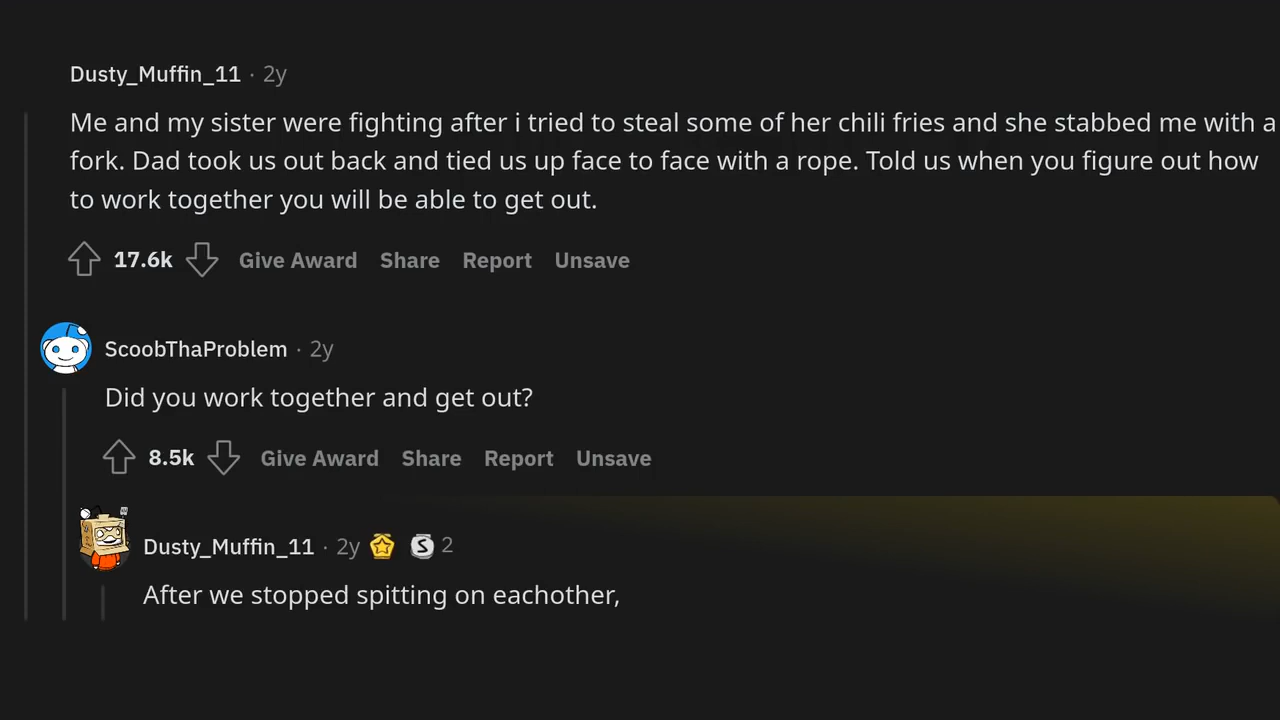 Dusty_Muffin_11 · 2y
Me and my sister were fighting after i tried to steal some of her chili fries and she stabbed me with a
fork. Dad took us out back and tied us up face to face with a rope. Told us when you figure out how
to work together you will be able to get out.
17.6k Give Award Share Report Unsave
ScoobThaProblem · 2y
Did you work together and get out?
8.5k Give Award Share Report Unsave
Dusty_Muffin_11 · 2y S 2
After we stopped spitting on eachother,